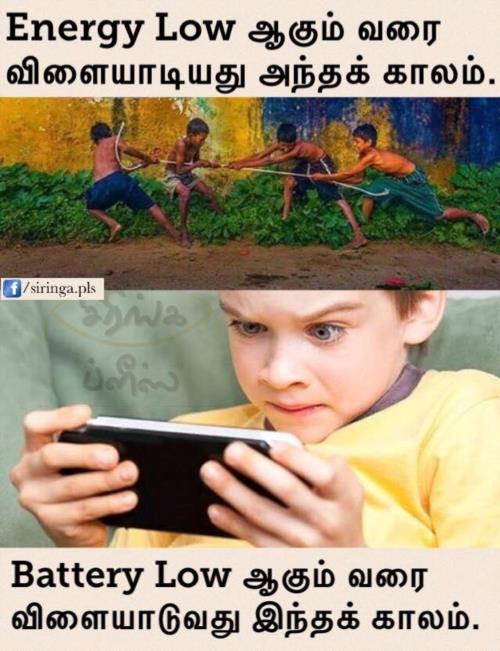 Energy Low ஆகும் வரை
விளையாடியது அந்தக் காலம்.
f/siringa.pls
சிரிங்க
ப்ளீஸ்
Battery Low ஆகும் வரை
விளையாடுவது இந்தக் காலம்.